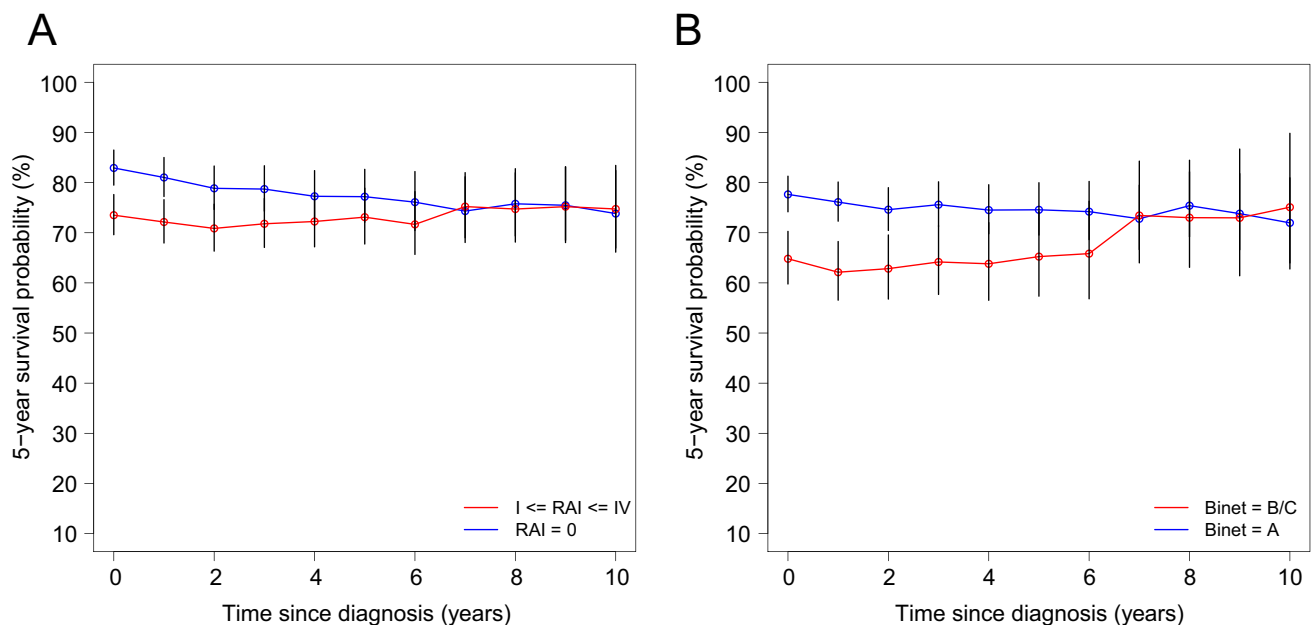 A
5−year survival probability (%)
100
90
80
70
60
50
40
30
20
10
0 2 4 6 8 10
Time since diagnosis (years)
I <= RAI <= IV
RAI = 0
B
5−year survival probability (%)
100
90
80
70
60
50
40
30
20
10
0 2 4 6 8 10
Time since diagnosis (years)
Binet = B/C
Binet = A